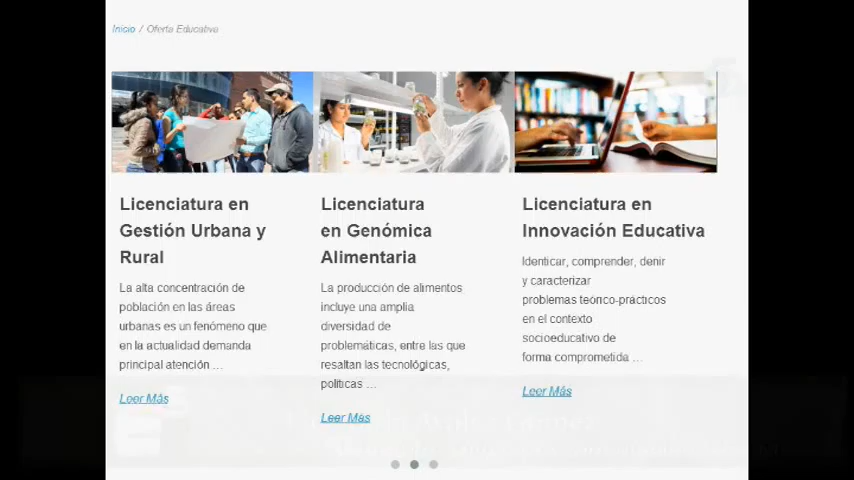 Inicio / Oferta Educativa
Licenciatura en
Gestión Urbana y
Rural
La alta concentración de
población en las áreas
urbanas es un fenómeno que
en la actualidad demanda
principal atención ...
Leer Más
Licenciatura
en Genómica
Alimentaria
La producción de alimentos
incluye una amplia
diversidad de
problemáticas, entre las que
resaltan las tecnológicas,
políticas ...
Leer Más
Licenciatura en
Innovación Educativa
Identicar, comprender, denir
y caracterizar
problemas teórico-prácticos
en el contexto
socioeducativo de
forma comprometida ...
Leer Más